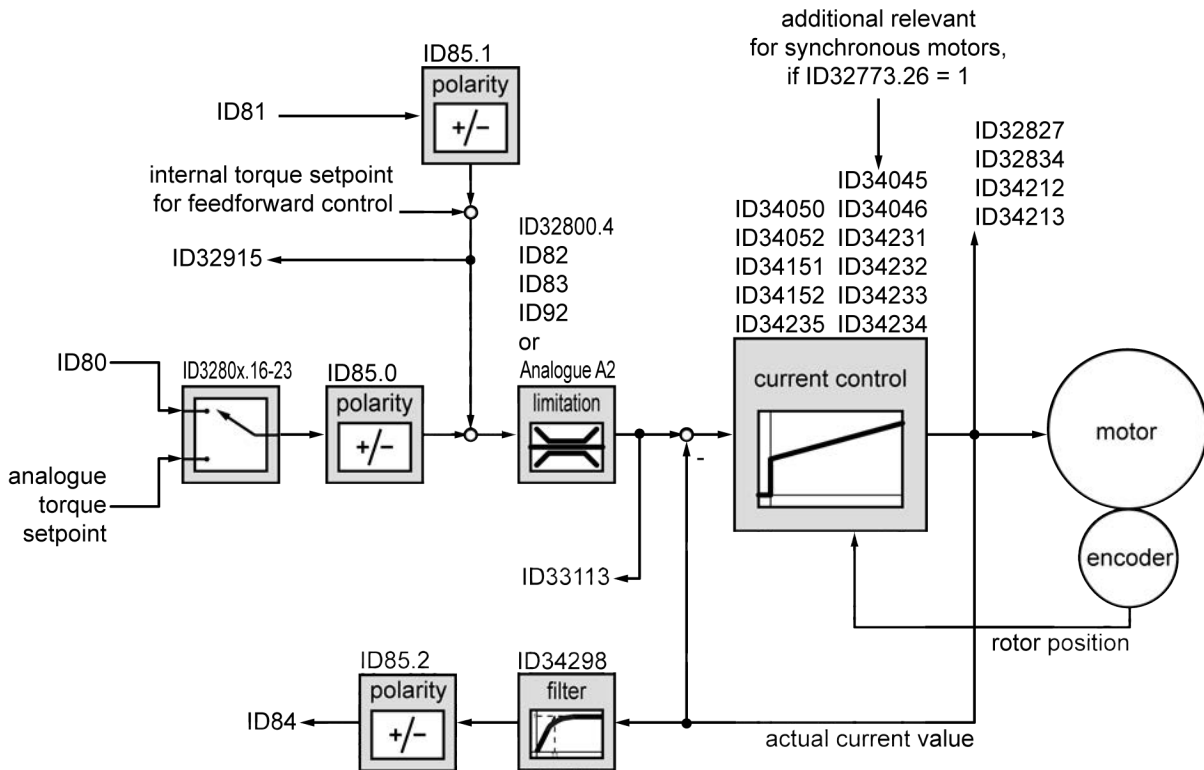 additional relevant
for synchronous motors,
if ID32773.26 = 1
ID85.1
polarity
+/−
ID81
internal torque setpoint
for feedforward control
ID32915
ID32827
ID32834
ID34212
ID34213
ID34045
ID34046
ID34231
ID34232
ID34233
ID34234
ID34050
ID34052
ID34151
ID34152
ID34235
ID32800.4
ID82
ID83
ID92
or
Analogue A2
limitation
ID80
ID3280x.16-23
ID85.0
polarity
+/−
analogue
torque
setpoint
-
current control
motor
encoder
ID33113
rotor position
ID85.2
polarity
+/−
ID34298
filter
ID84
actual current value